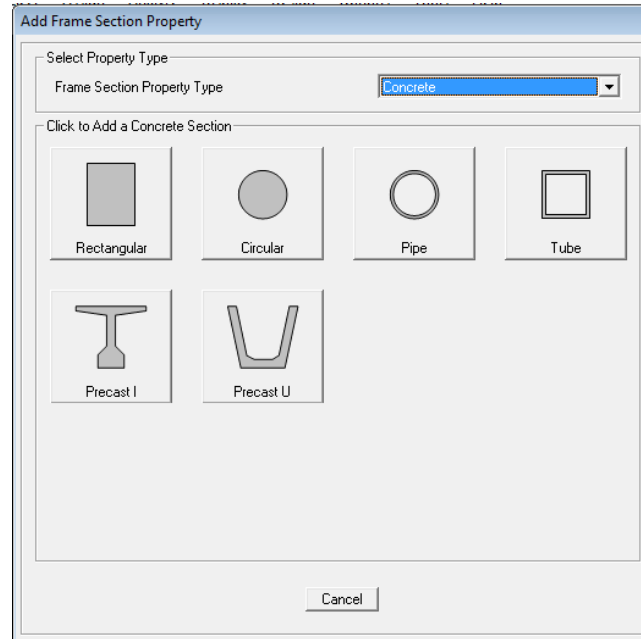 Add Frame Section Property
Select Property Type
Frame Section Property Type
Concrete
Click to Add a Concrete Section
Rectangular
Circular
Pipe
Tube
Precast I
Precast U
Cancel